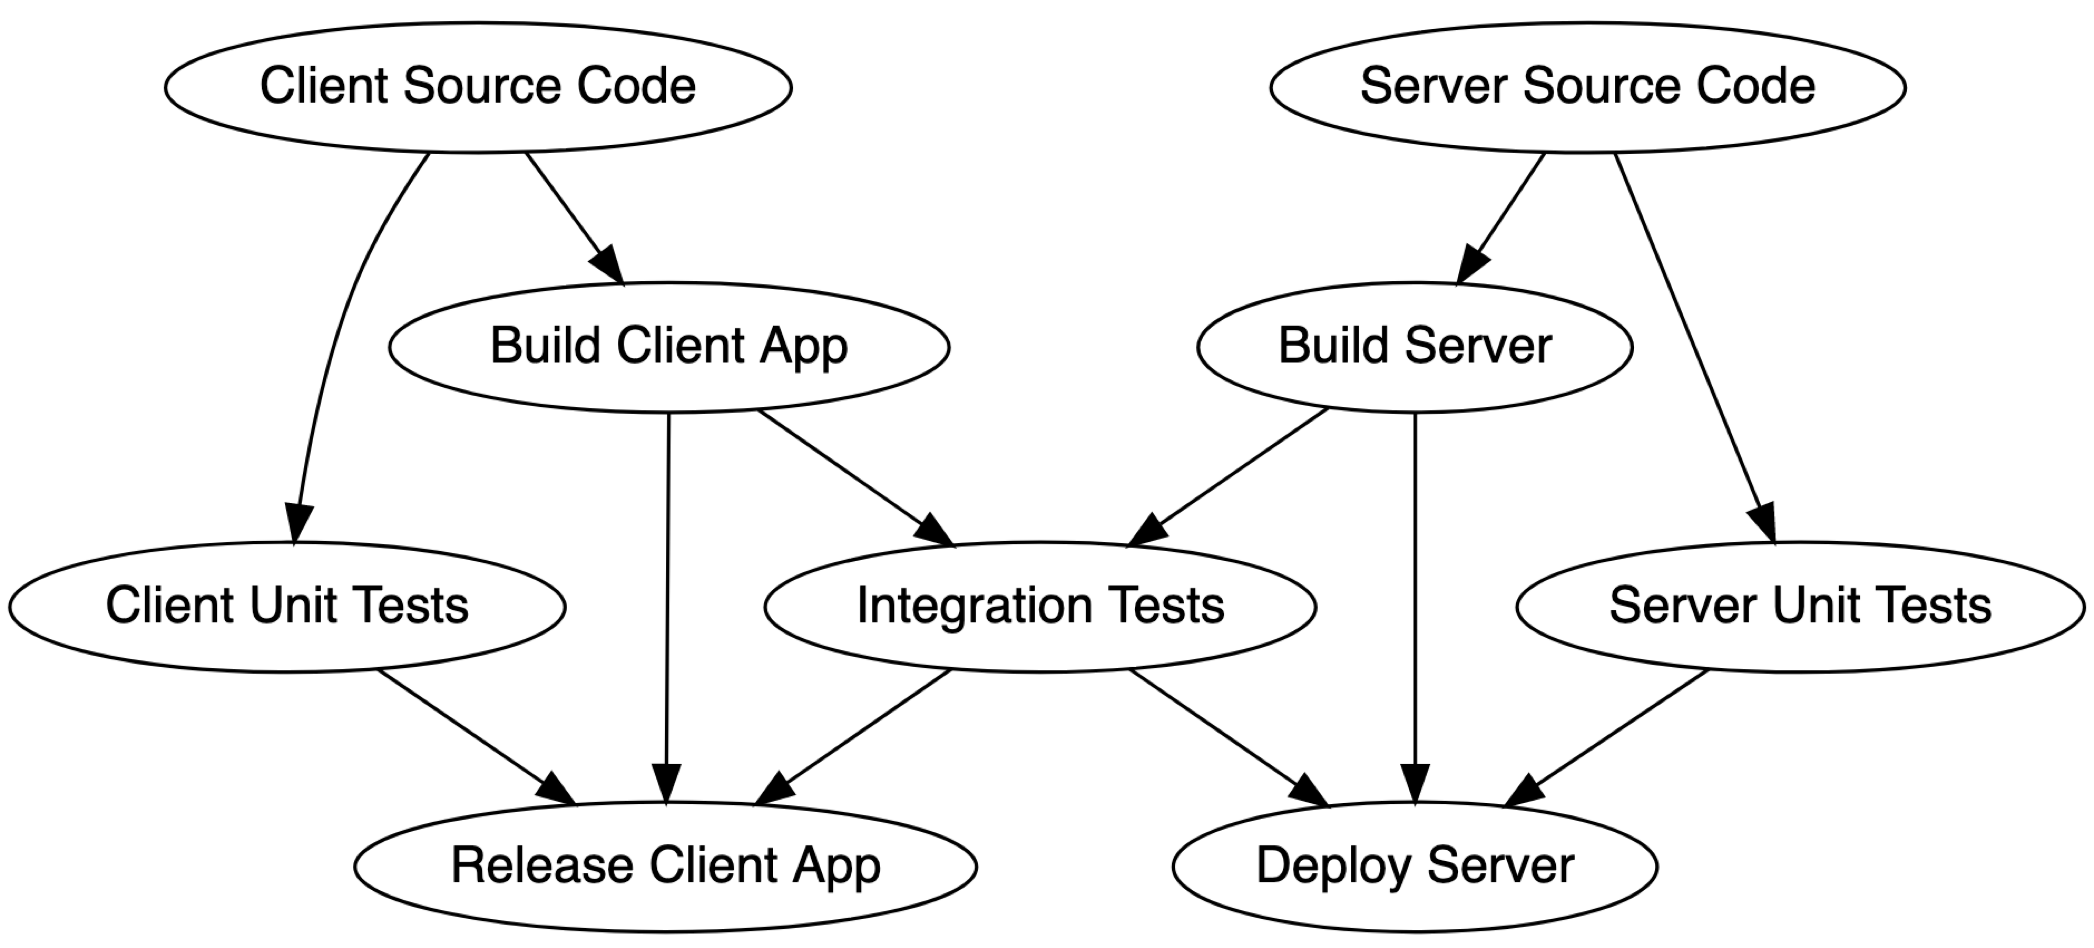 Client Source Code
Server Source Code
Build Client App
Build Server
Client Unit Tests
Integration Tests
Server Unit Tests
Release Client App
Deploy Server